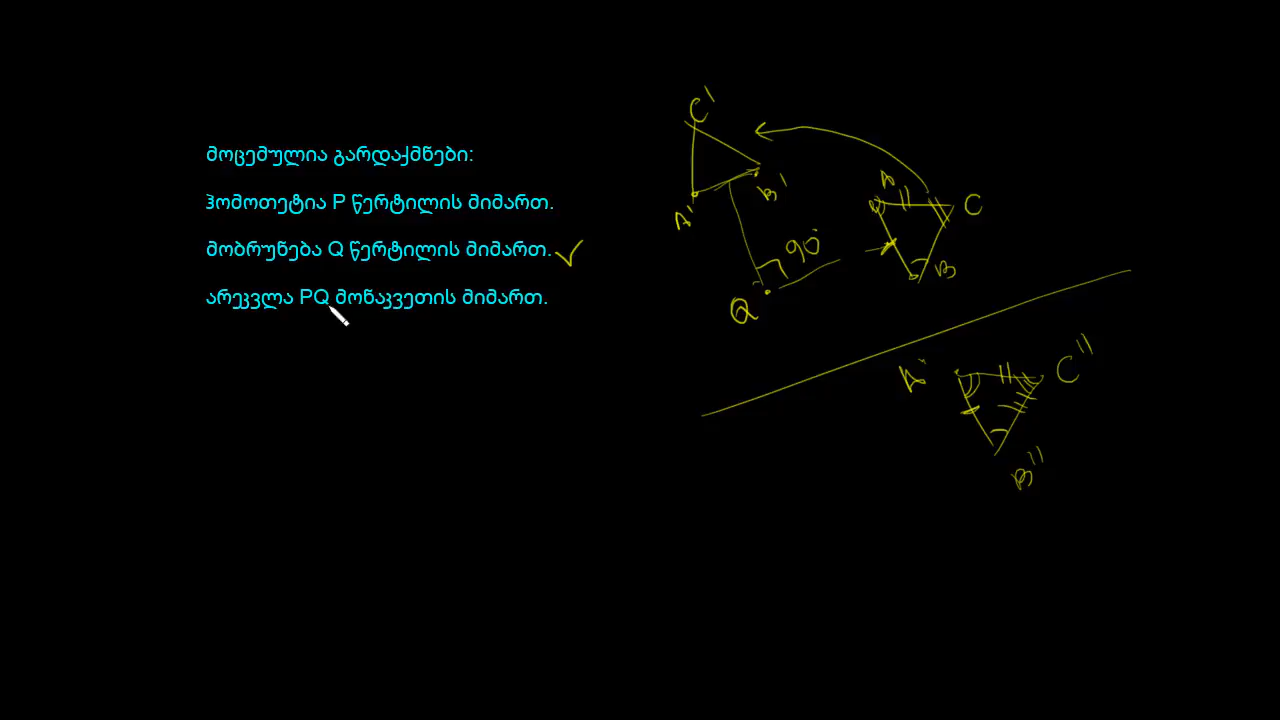 მოცემულია გარდაქმნები:
ჰომოთეტია P წერტილის მიმართ.
მობრუნება Q წერტილის მიმართ.
არეკვლა PQ მონაკვეთის მიმართ.
C'
B'
A'
90°
Q
A
C
B
A"
C"
B"